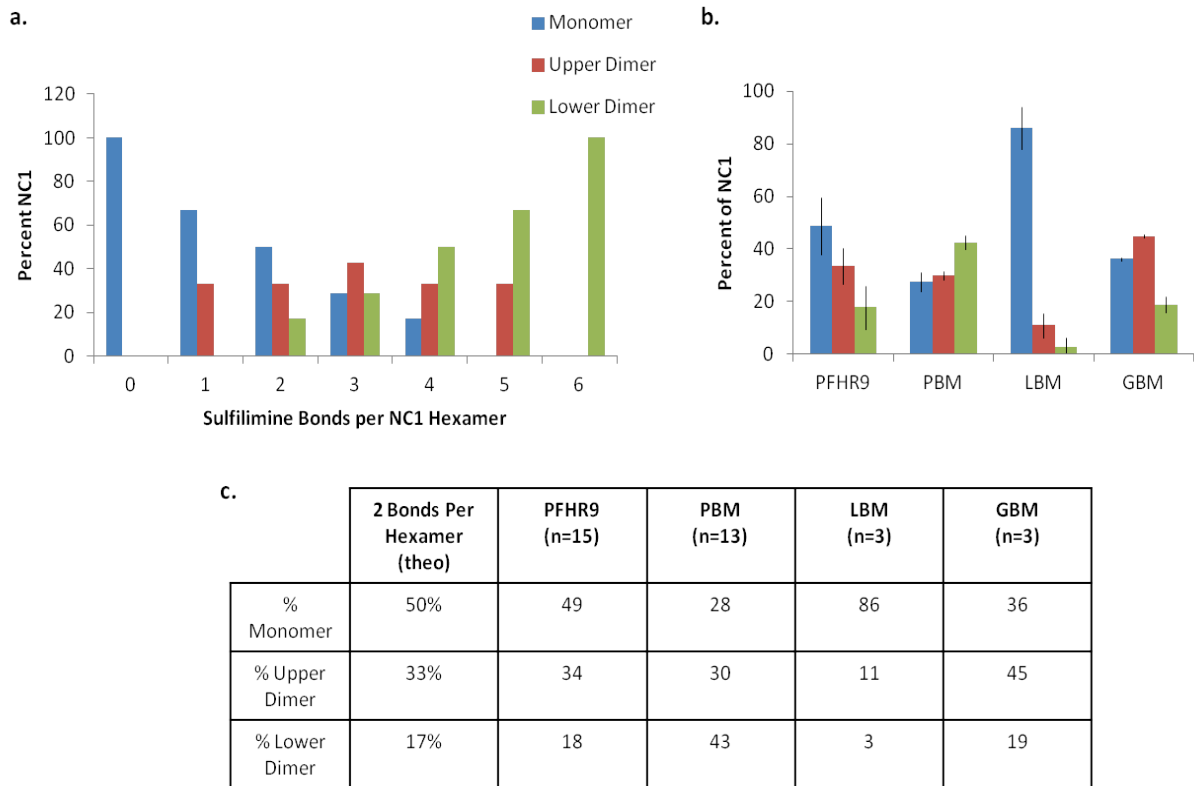 a.
Monomer
Upper Dimer
Lower Dimer
120
100
80
60
40
20
0
Percent NC1
0 1 2 3 4 5 6
Sulfilimine Bonds per NC1 Hexamer
b.
100
80
60
40
20
0
Percent of NC1
PFHR9 PBM LBM GBM
c.
2 Bonds Per
Hexamer
(theo)
PFHR9
(n=15)
PBM
(n=13)
LBM
(n=3)
GBM
(n=3)
%
Monomer
50% 49 28 86 36
% Upper
Dimer
33% 34 30 11 45
% Lower
Dimer
17% 18 43 3 19